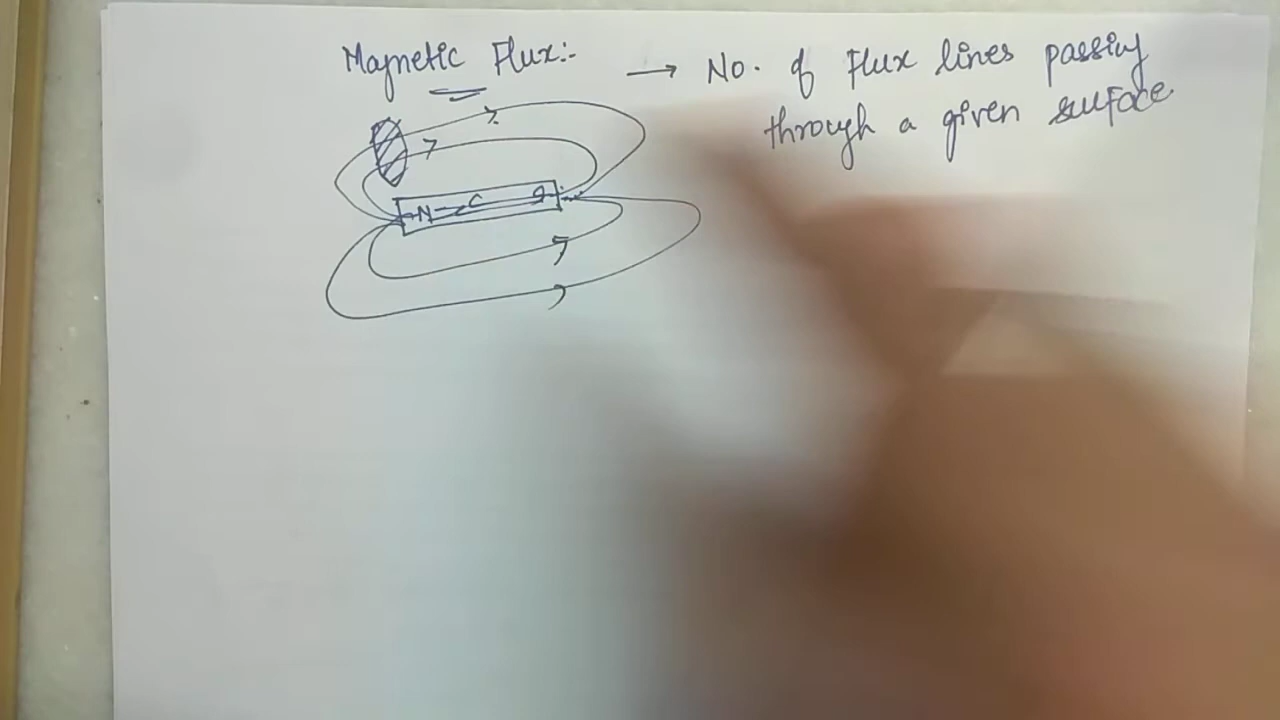 Magnetic Flux:-
→ No. of Flux lines passing
through a given surface
N S